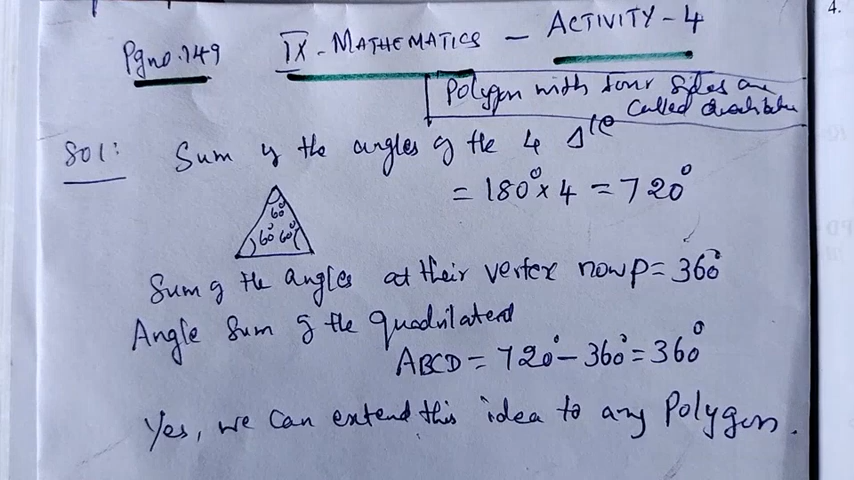 Pgno.149 IX - MATHEMATICS - ACTIVITY - 4
Polygon with four sides are
called
Sol: Sum of the angles of the 4 Δle
= 180° × 4 = 720°
60°
60° 60°
Sum of the angles at their vertex now P = 360°
Angle sum of the quadrilateral
ABCD = 720° - 360° = 360°
Yes, we can extend this idea to any Polygon.
4.